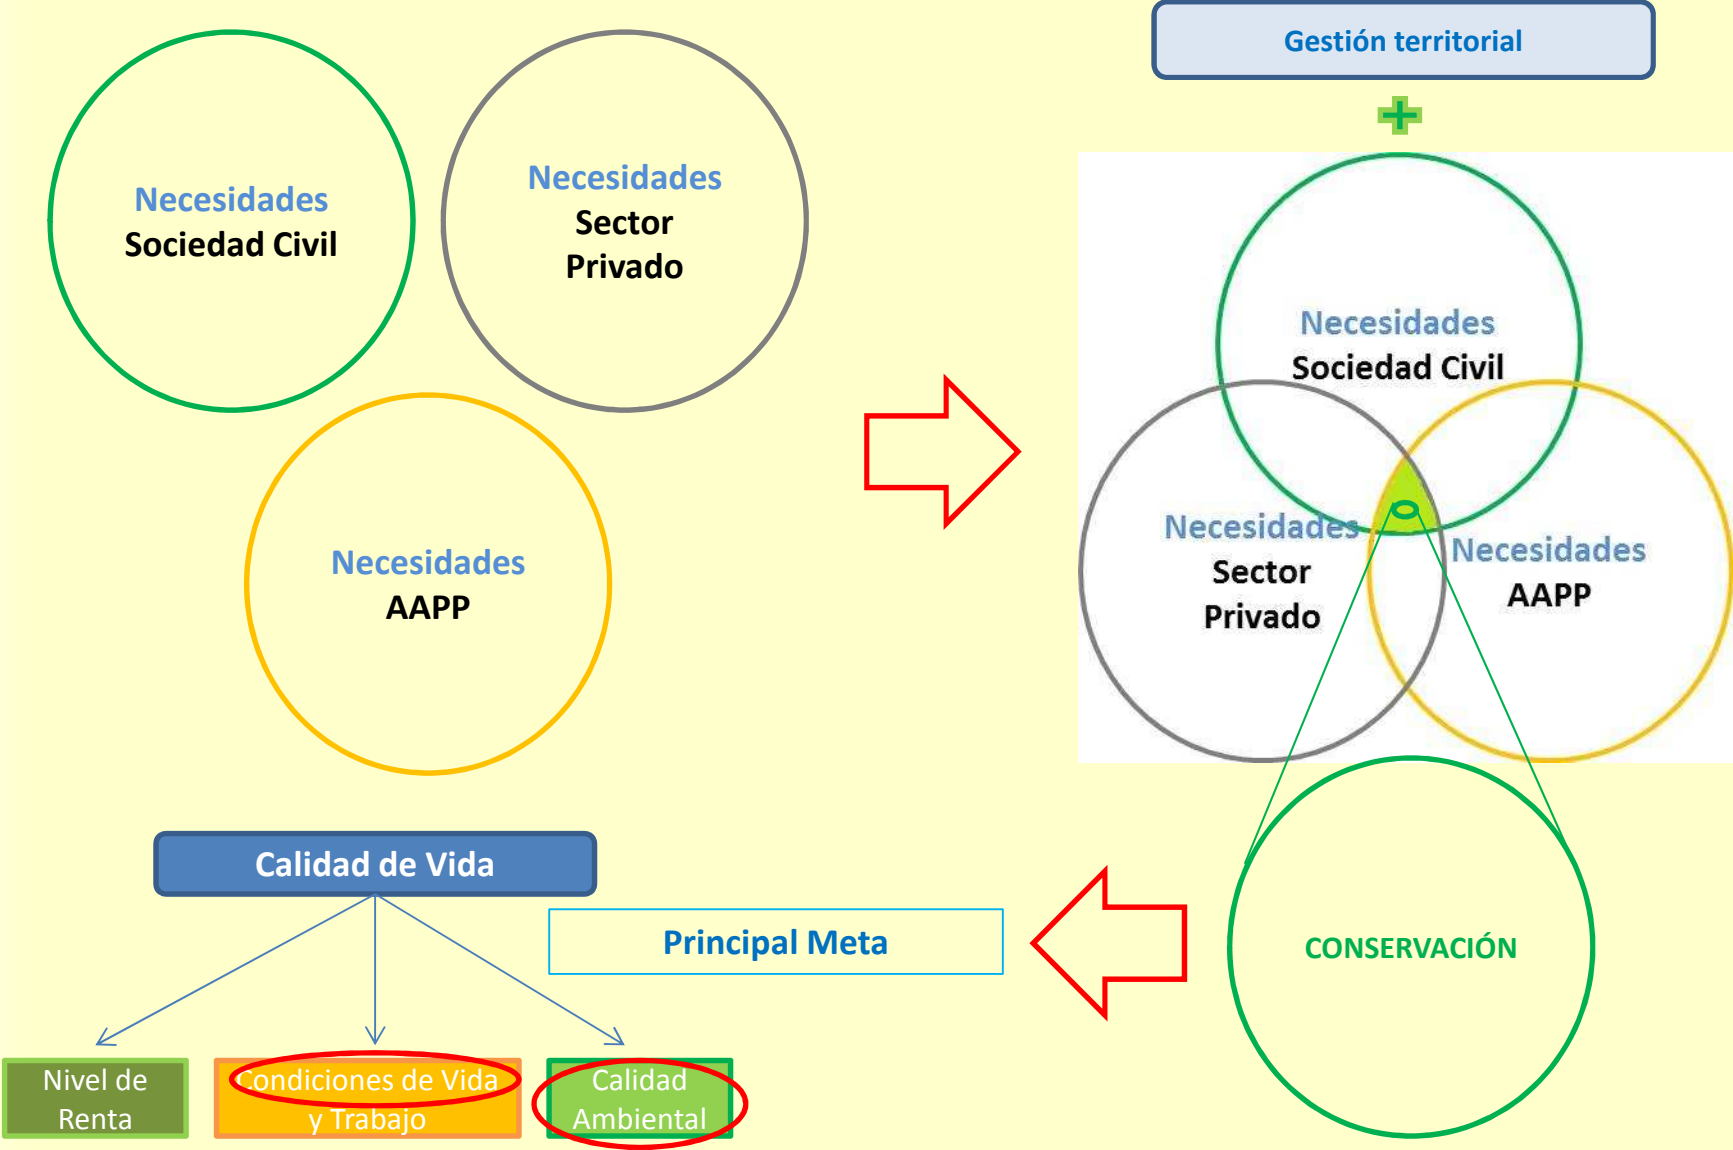 Necesidades
Sociedad Civil
Necesidades
Sector
Privado
Necesidades
AAPP
Gestión territorial
Necesidades
Sociedad Civil
Necesidades
Sector
Privado
Necesidades
AAPP
CONSERVACIÓN
Principal Meta
Calidad de Vida
Nivel de
Renta
Condiciones de Vida
y Trabajo
Calidad
Ambiental